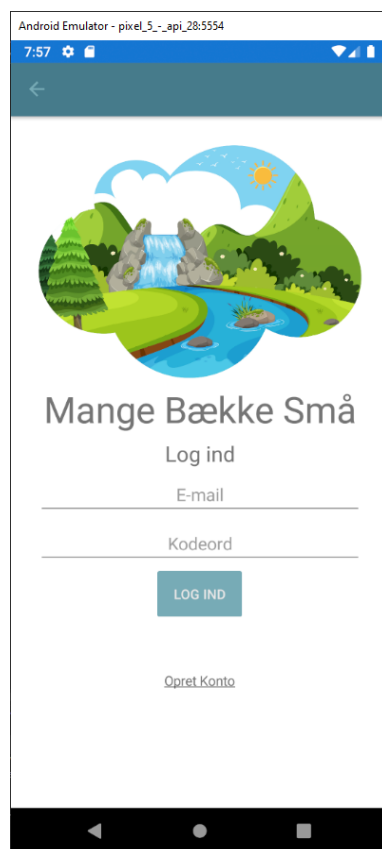 Android Emulator - pixel_5_-_api_28:5554
7:57
Mange Bække Små
Log ind
E-mail
Kodeord
LOG IND
Opret Konto